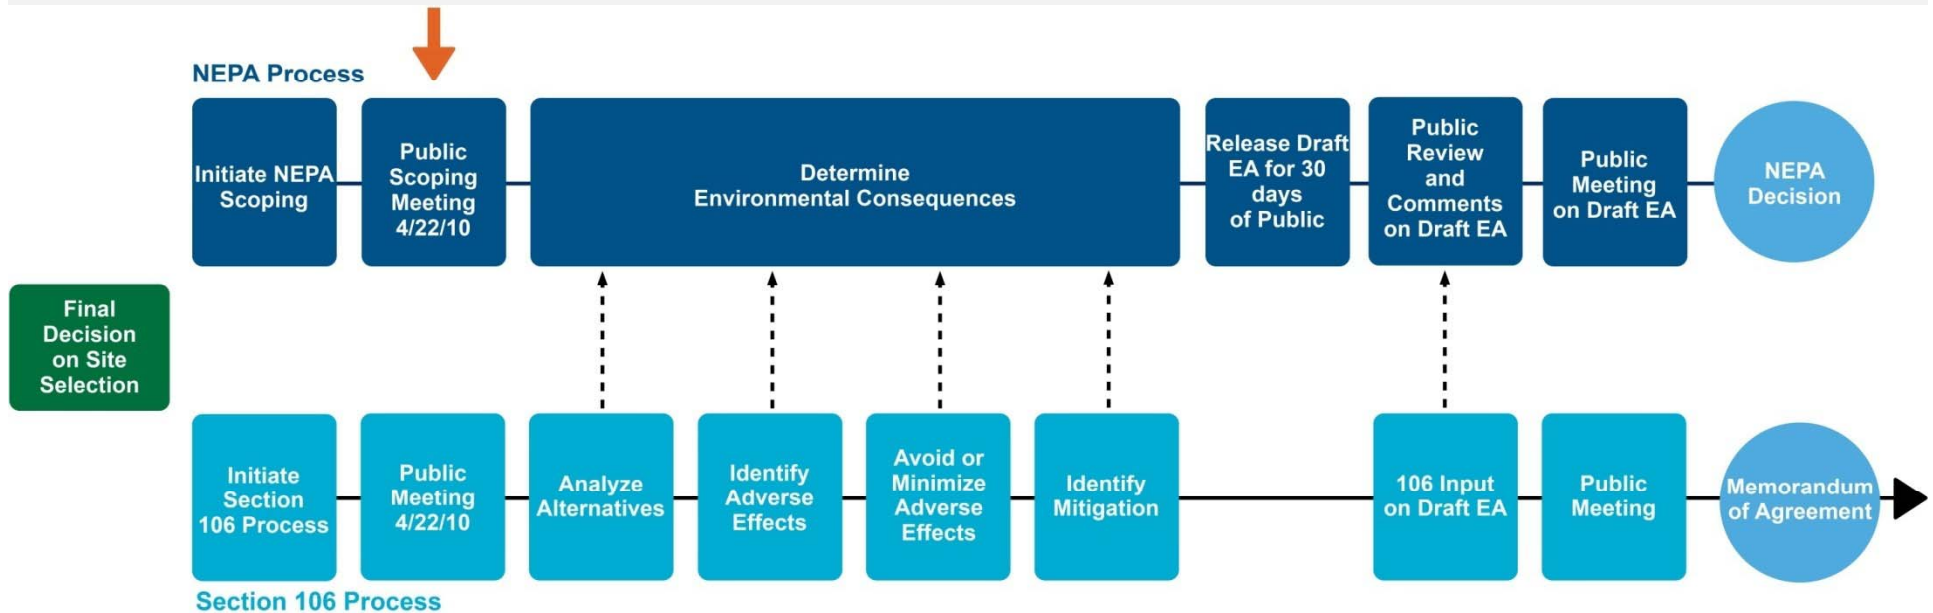 NEPA Process
Initiate NEPA
Scoping
Public
Scoping
Meeting
4/22/10
Determine
Environmental Consequences
Release Draft
EA for 30
days
of Public
Public
Review
and
Comments
on Draft EA
Public
Meeting
on Draft EA
NEPA
Decision
Final
Decision
on Site
Selection
Initiate
Section
106 Process
Public
Meeting
4/22/10
Analyze
Alternatives
Identify
Adverse
Effects
Avoid or
Minimize
Adverse
Effects
Identify
Mitigation
106 Input
on Draft EA
Public
Meeting
Memorandum
of Agreement
Section 106 Process